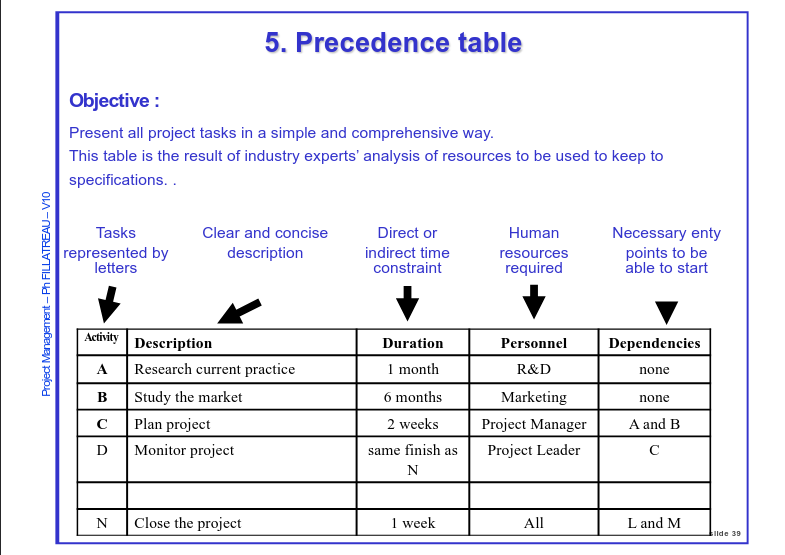 5. Precedence table
Objective :
Present all project tasks in a simple and comprehensive way.
This table is the result of industry experts’ analysis of resources to be used to keep to
specifications. .
Project Management – Ph FILLATREAU – V10
Tasks
represented by
letters
Clear and concise
description
Direct or
indirect time
constraint
Human
resources
required
Necessary enty
points to be
able to start
Activity Description Duration Personnel Dependencies
A Research current practice 1 month R&D none
B Study the market 6 months Marketing none
C Plan project 2 weeks Project Manager A and B
D Monitor project same finish as Project Leader C
N
N Close the project 1 week All L and M
slide 39